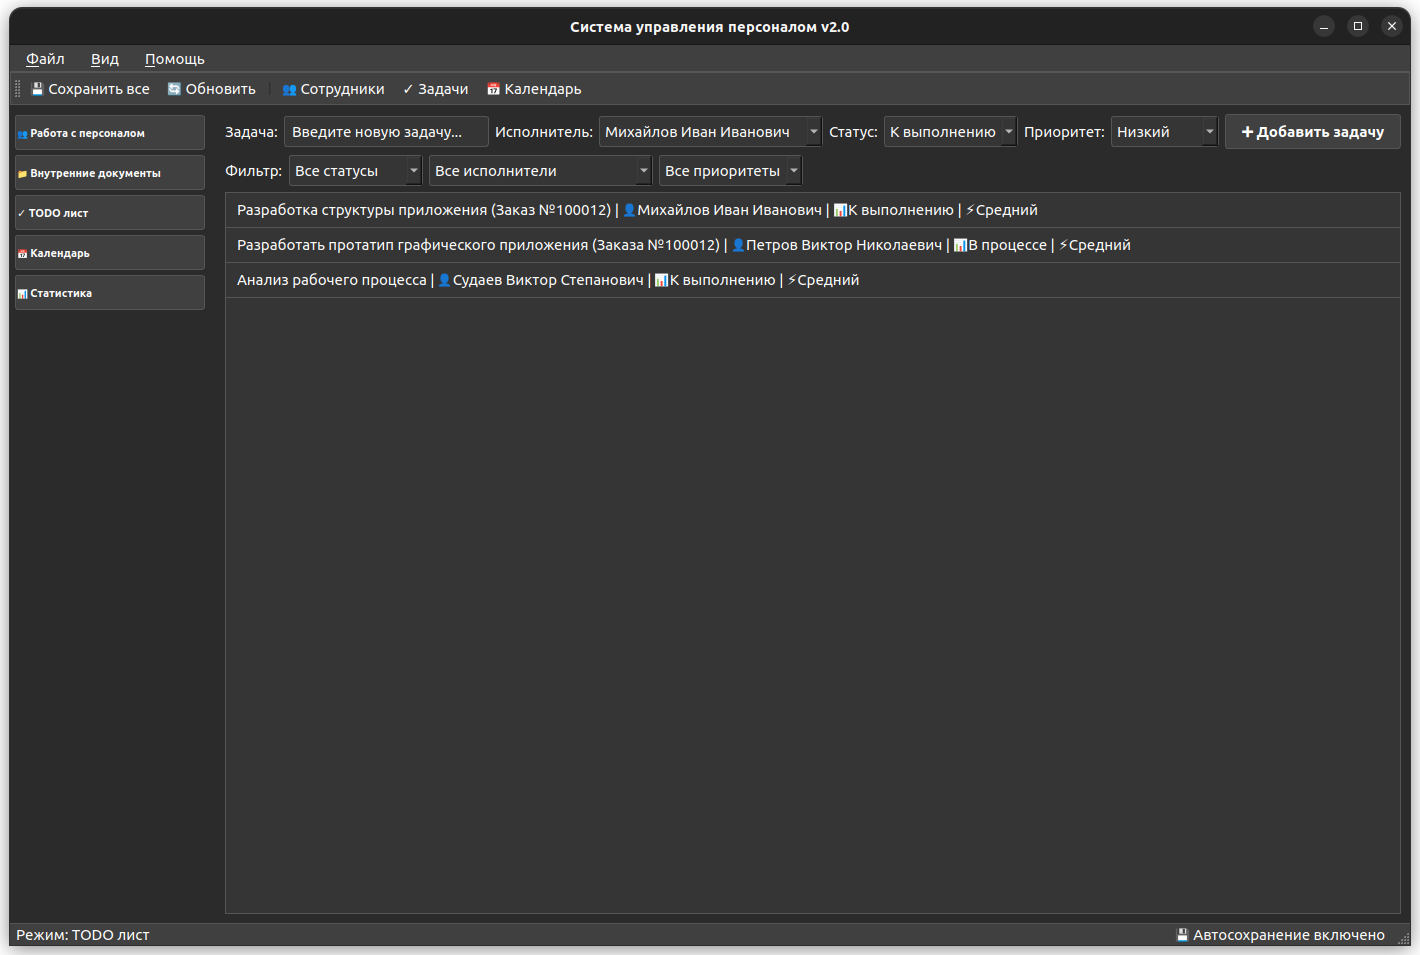 Система управления персоналом v2.0
Файл Вид Помощь
Сохранить все Обновить Сотрудники ✓ Задачи Календарь
Работа с персоналом
Внутренние документы
✓ TODO лист
Календарь
Статистика
Задача: Введите новую задачу... Исполнитель: Михайлов Иван Иванович Статус: К выполнению Приоритет: Низкий + Добавить задачу
Фильтр: Все статусы Все исполнители Все приоритеты
Разработка структуры приложения (Заказ №100012) | 👤Михайлов Иван Иванович | 📊К выполнению | ⚡Средний
Разработать протатип графического приложения (Заказа №100012) | 👤Петров Виктор Николаевич | 📊В процессе | ⚡Средний
Анализ рабочего процесса | 👤Судаев Виктор Степанович | 📊К выполнению | ⚡Средний
Режим: TODO лист
Автосохранение включено